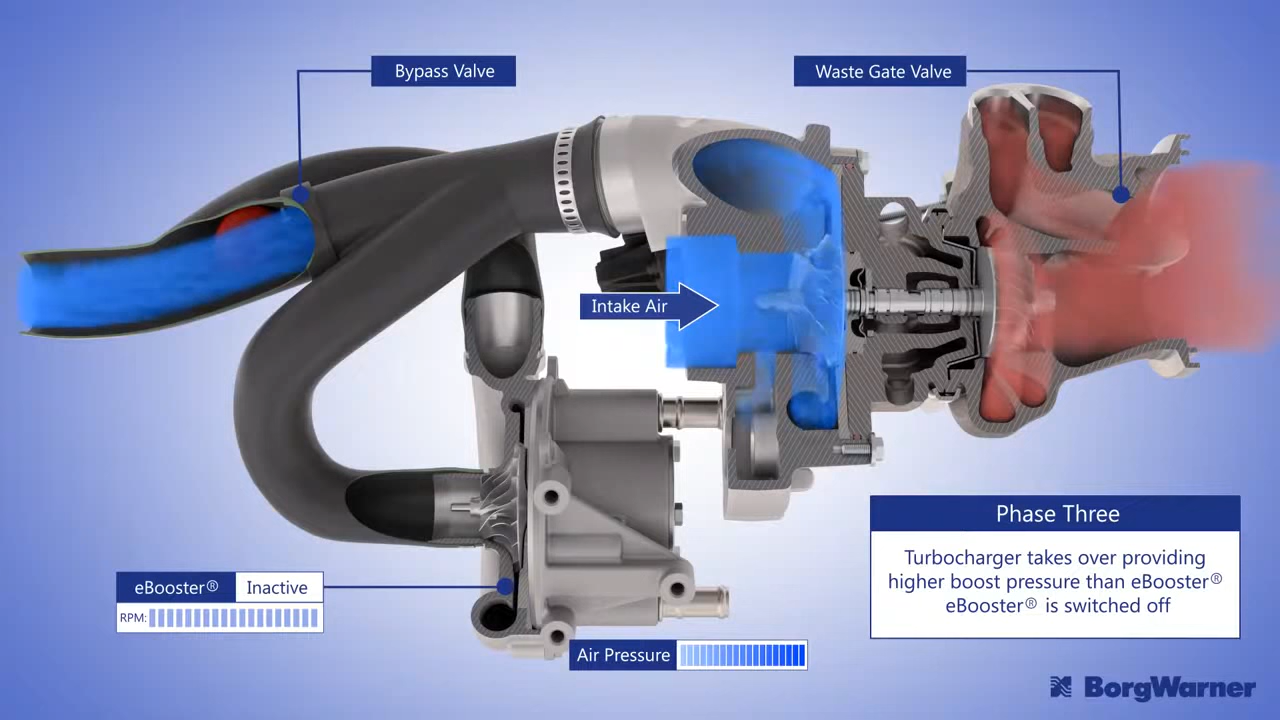 Bypass Valve
Waste Gate Valve
Intake Air
Phase Three
Turbocharger takes over providing
higher boost pressure than eBooster®
eBooster® is switched off
eBooster® Inactive
RPM:
Air Pressure
BorgWarner